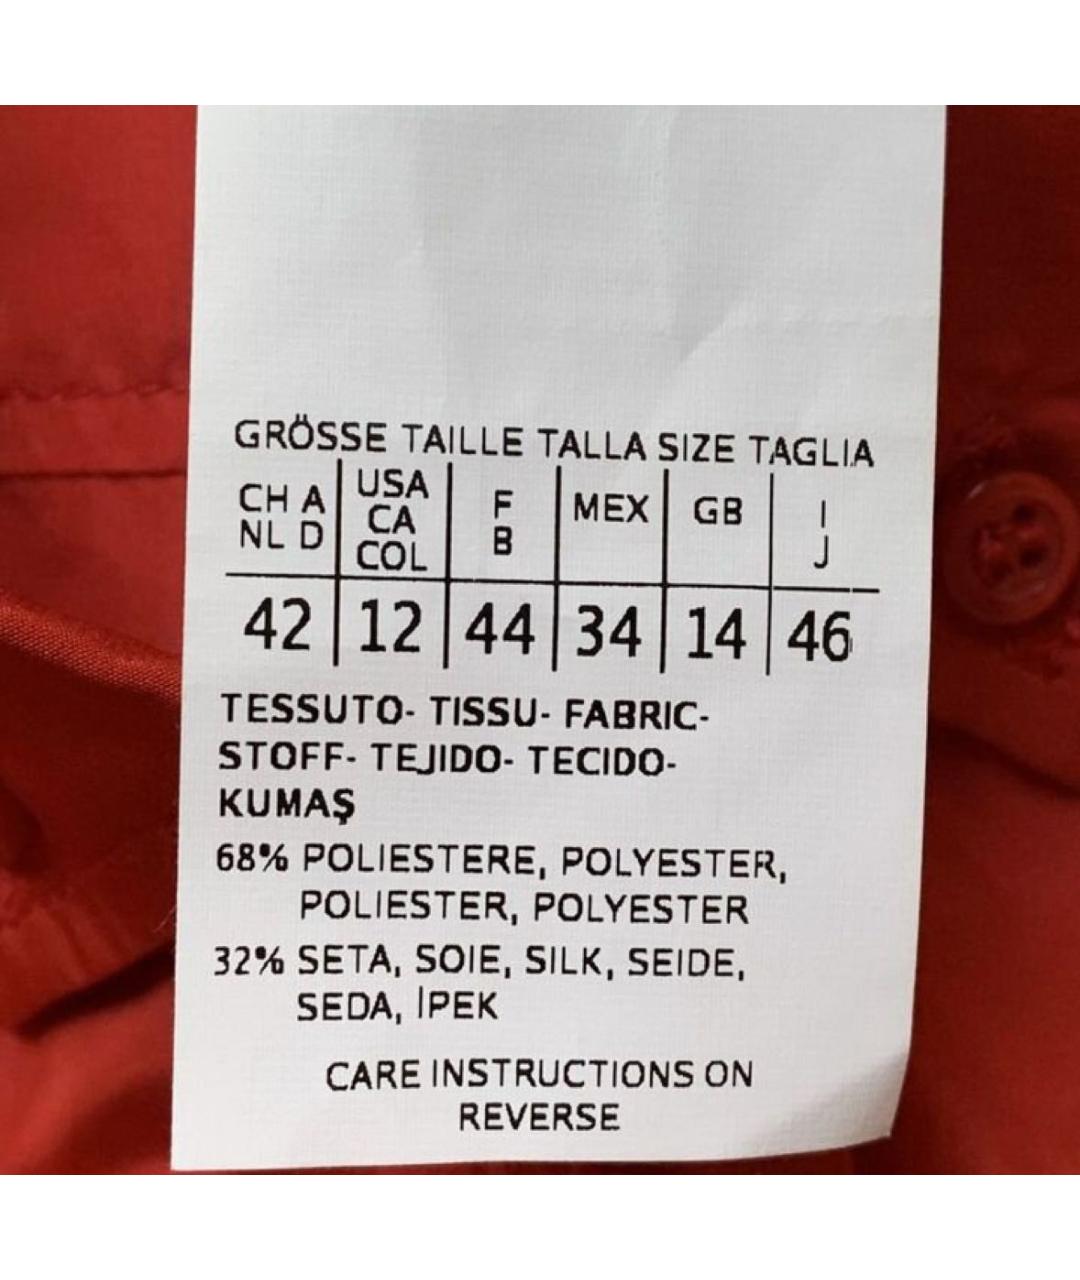 GRÖSSE TAILLE TALLA SIZE TAGLIA
CH A NL D | USA CA COL | F B | MEX | GB | I J
42 | 12 | 44 | 34 | 14 | 46
TESSUTO- TISSU- FABRIC-
STOFF- TEJIDO- TECIDO-
KUMAŞ
68% POLIESTERE, POLYESTER,
POLIESTER, POLYESTER
32% SETA, SOIE, SILK, SEIDE,
SEDA, İPEK
CARE INSTRUCTIONS ON
REVERSE